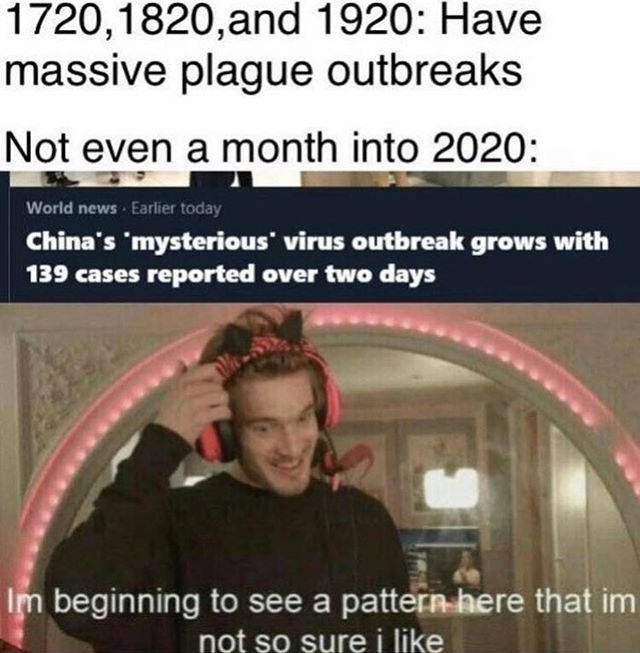 1720,1820,and 1920: Have
massive plague outbreaks
Not even a month into 2020:
World news · Earlier today
China's 'mysterious' virus outbreak grows with
139 cases reported over two days
Im beginning to see a pattern here that im
not so sure i like